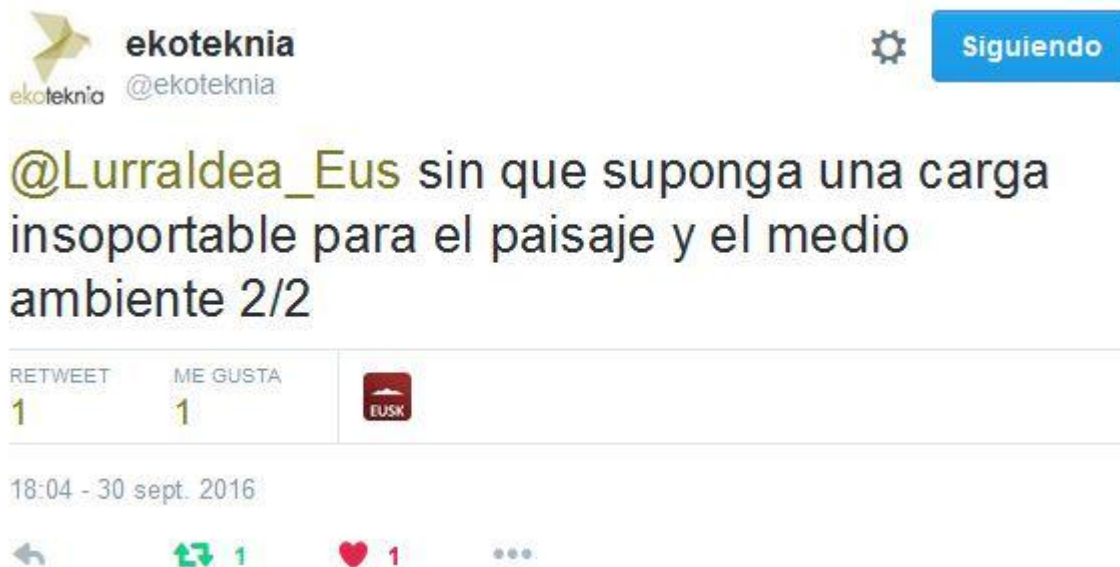 ekoteknia
@ekoteknia
ekoteknia
Siguiendo
@Lurraldea_Eus sin que suponga una carga
insoportable para el paisaje y el medio
ambiente 2/2
RETWEET ME GUSTA
1 1
EUSK
18:04 - 30 sept. 2016
1 1